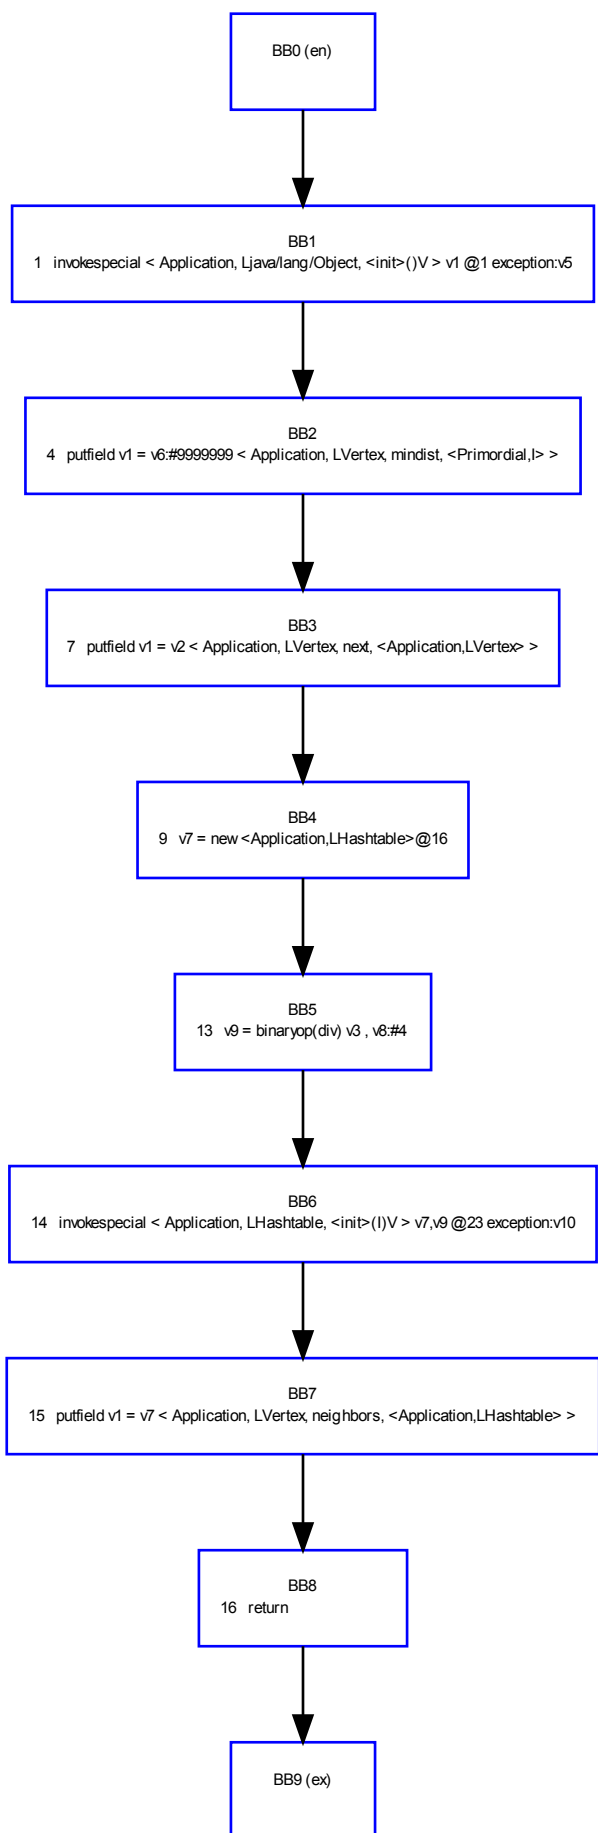 BB0 (en)
BB1
1 invokespecial < Application, Ljava/lang/Object, <init>()V > v1 @1 exception:v5
BB2
4 putfield v1 = v6:#9999999 < Application, LVertex, mindist, <Primordial,I> >
BB3
7 putfield v1 = v2 < Application, LVertex, next, <Application,LVertex> >
BB4
9 v7 = new <Application,LHashtable>@16
BB5
13 v9 = binaryop(div) v3 , v8:#4
BB6
14 invokespecial < Application, LHashtable, <init>(I)V > v7,v9 @23 exception:v10
BB7
15 putfield v1 = v7 < Application, LVertex, neighbors, <Application,LHashtable> >
BB8
16 return
BB9 (ex)